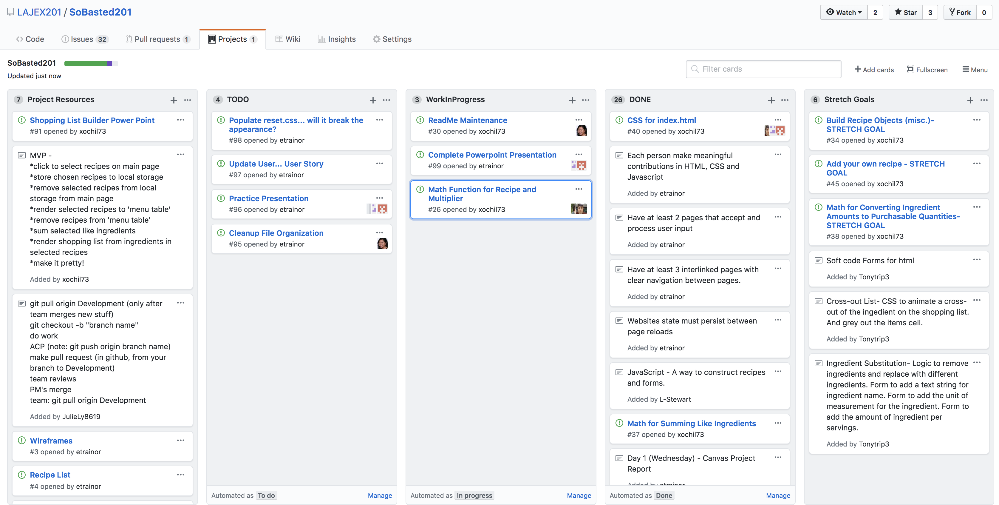 LAJEX201 / SoBasted201
Watch 2
Star 3
Fork 0
Code
Issues 32
Pull requests 1
Projects 1
Wiki
Insights
Settings
SoBasted201
Updated just now
Filter cards
Add cards
Fullscreen
Menu
7 Project Resources
Shopping List Builder Power Point
#91 opened by xochil73
MVP -
*click to select recipes on main page
*store chosen recipes to local storage
*remove selected recipes from local
storage from main page
*render selected recipes to 'menu table'
*remove recipes from 'menu table'
*sum selected like ingredients
*render shopping list from ingredients in
selected recipes
*make it pretty!
Added by xochil73
git pull origin Development (only after
team merges new stuff)
git checkout -b "branch name"
do work
ACP (note: git push origin branch name)
make pull request (in github, from your
branch to Development)
team reviews
PM's merge
team: git pull origin Development
Added by JulieLy8619
Wireframes
#3 opened by etrainor
Recipe List
#4 opened by etrainor
4 TODO
Populate reset.css... will it break the
appearance?
#98 opened by etrainor
Update User... User Story
#97 opened by etrainor
Practice Presentation
#96 opened by etrainor
Cleanup File Organization
#95 opened by etrainor
Automated as To do
Manage
3 WorkInProgress
ReadMe Maintenance
#30 opened by xochil73
Complete Powerpoint Presentation
#99 opened by etrainor
Math Function for Recipe and
Multiplier
#26 opened by xochil73
Automated as In progress
Manage
26 DONE
CSS for index.html
#40 opened by xochil73
Each person make meaningful
contributions in HTML, CSS and
Javascript
Added by etrainor
Have at least 2 pages that accept and
process user input
Added by etrainor
Have at least 3 interlinked pages with
clear navigation between pages.
Added by etrainor
Websites state must persist between
page reloads
Added by etrainor
JavaScript - A way to construct recipes
and forms.
Added by L-Stewart
Math for Summing Like Ingredients
#37 opened by xochil73
Day 1 (Wednesday) - Canvas Project
Report
Added by etrainor
Automated as Done
Manage
6 Stretch Goals
Build Recipe Objects (misc.)-
STRETCH GOAL
#34 opened by xochil73
Add your own recipe - STRETCH
GOAL
#45 opened by xochil73
Math for Converting Ingredient
Amounts to Purchasable Quantities-
STRETCH GOAL
#38 opened by xochil73
Soft code Forms for html
Added by Tonytrip3
Cross-out List- CSS to animate a cross-
out of the ingedient on the shopping list.
And grey out the items cell.
Added by Tonytrip3
Ingredient Substitution- Logic to remove
ingredients and replace with different
ingredients. Form to add a text string for
ingredient name. Form to add the unit of
measurement for the ingredient. Form to
add the amount of ingredient per
servings.
Added by Tonytrip3